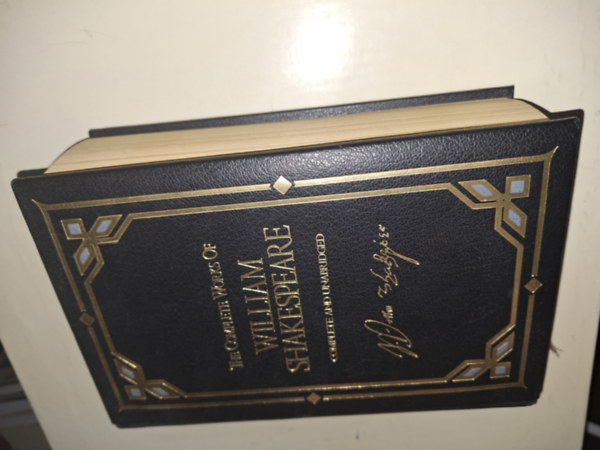 THE COMPLETE WORKS OF
WILLIAM
SHAKESPEARE
COMPLETE AND UNABRIDGED